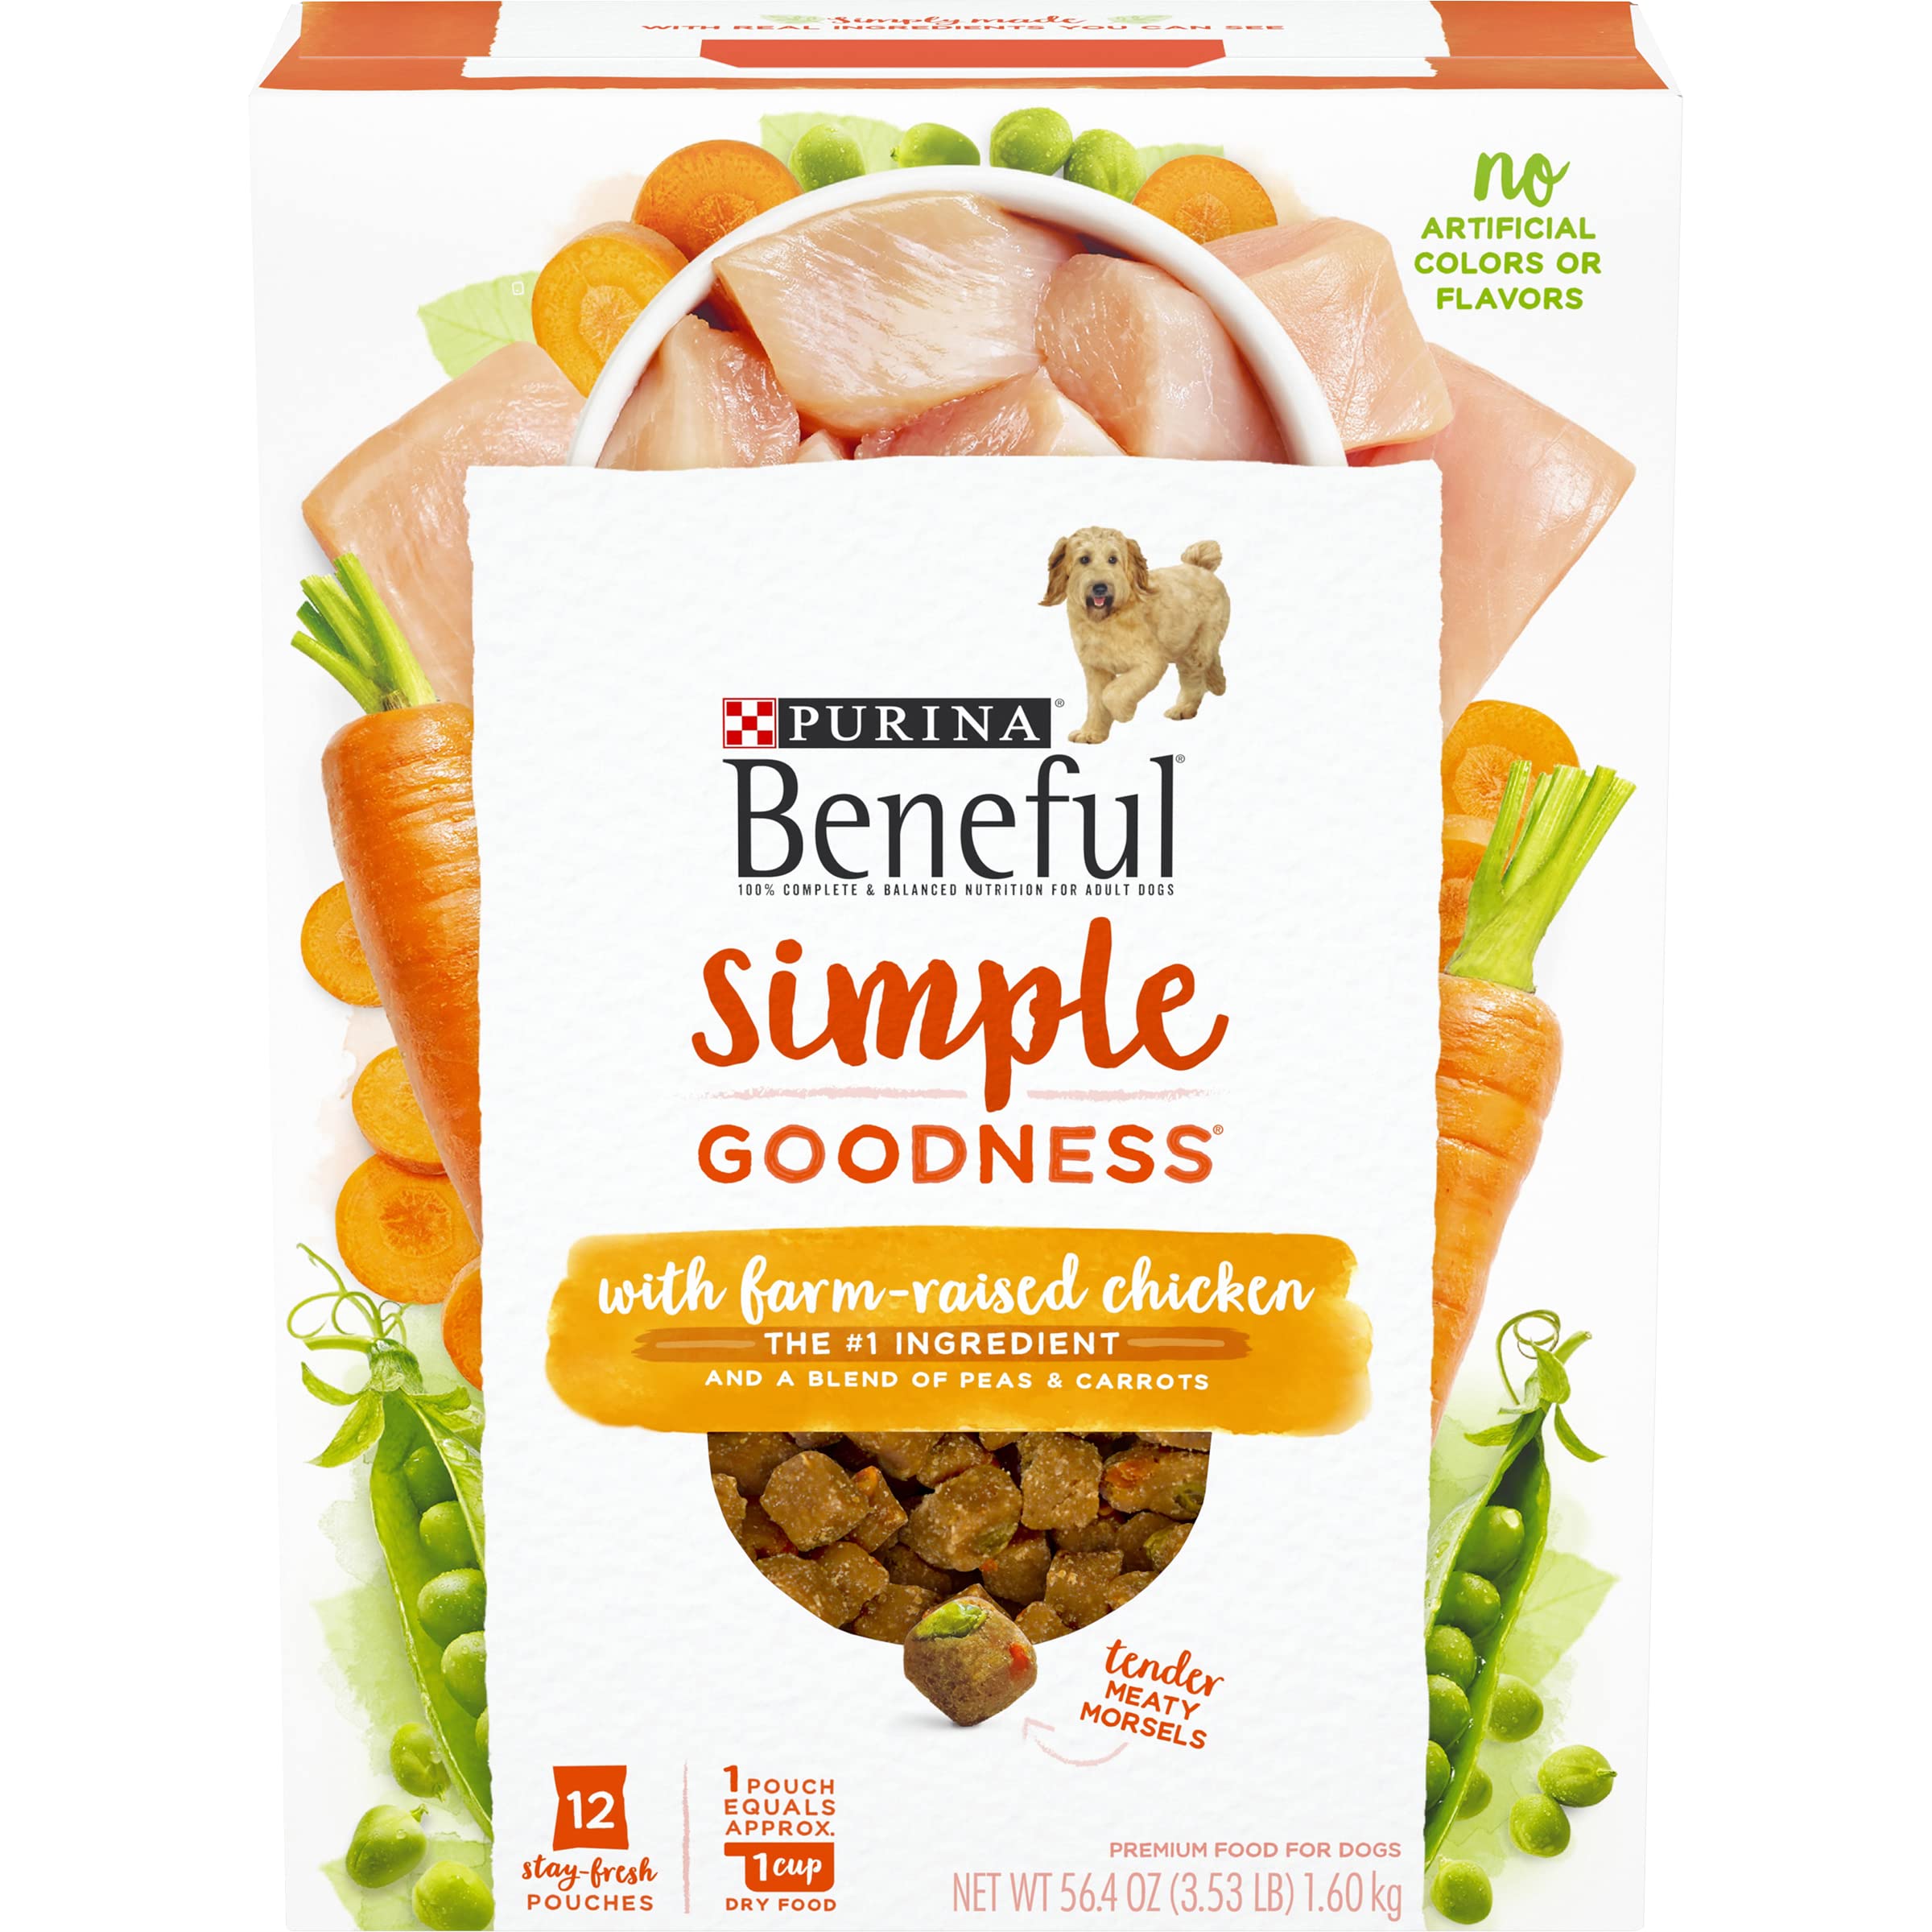 simply made
WITH REAL INGREDIENTS YOU CAN SEE
no
ARTIFICIAL
COLORS OR
FLAVORS
PURINA®
Beneful®
100% COMPLETE & BALANCED NUTRITION FOR ADULT DOGS
simple
GOODNESS®
with farm-raised chicken
THE #1 INGREDIENT
AND A BLEND OF PEAS & CARROTS
tender
MEATY
MORSELS
12
stay-fresh
POUCHES
1 POUCH
EQUALS
APPROX.
1 cup
DRY FOOD
PREMIUM FOOD FOR DOGS
NET WT 56.4 OZ (3.53 LB) 1.60 kg